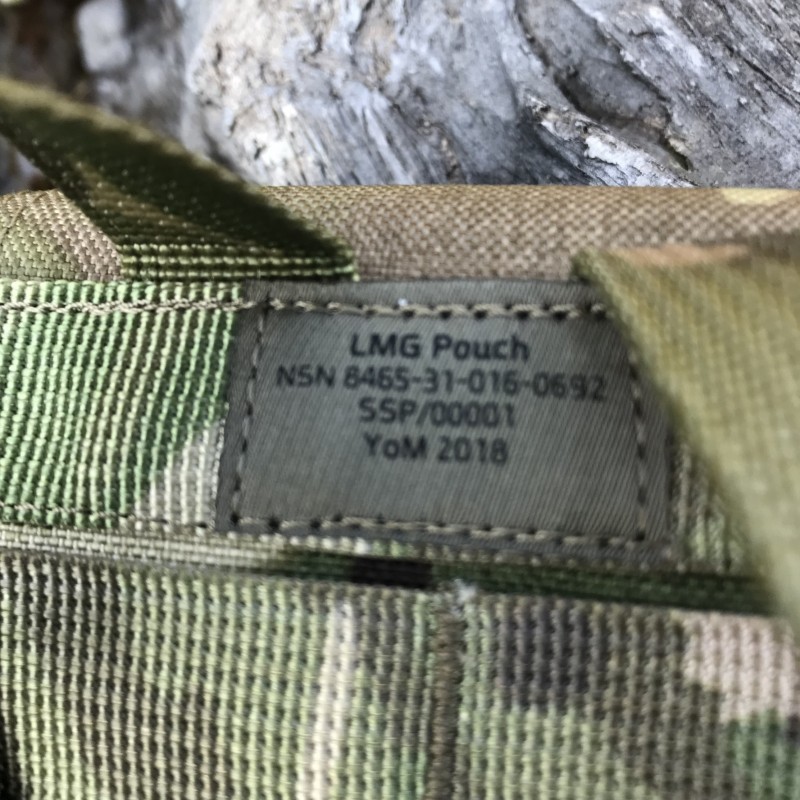 LMG Pouch
NSN 8465-31-016-0692
SSP/00001
YoM 2018